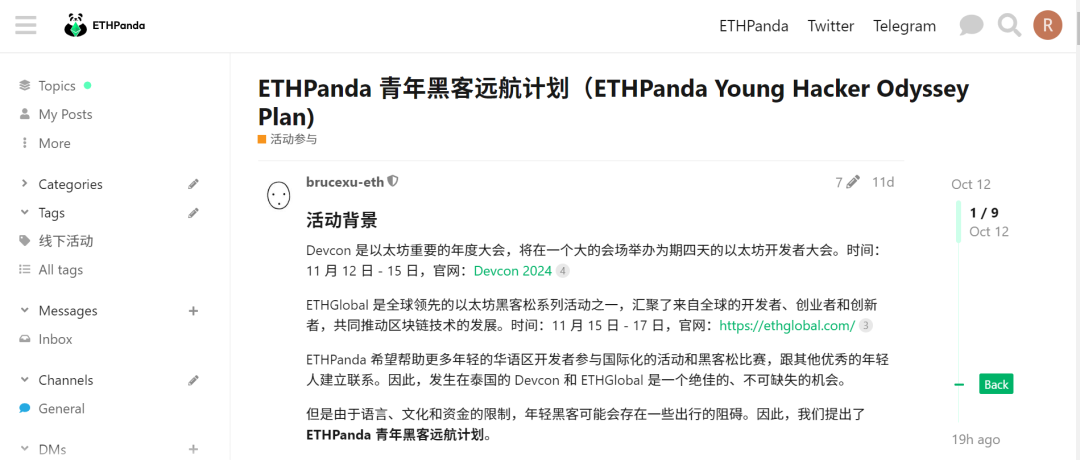 ETHPanda
ETHPanda Twitter Telegram R
Topics
My Posts
More
Categories
Tags
线下活动
All tags
Messages
Inbox
Channels
General
DMs
ETHPanda 青年黑客远航计划（ETHPanda Young Hacker Odyssey
Plan)
活动参与
brucexu-eth 7 11d
活动背景
Devcon 是以太坊重要的年度大会，将在一个大的会场举办为期四天的以太坊开发者大会。时间：
11 月 12 日 - 15 日，官网：Devcon 2024 4
ETHGlobal 是全球领先的以太坊黑客松系列活动之一，汇聚了来自全球的开发者、创业者和创新
者，共同推动区块链技术的发展。时间：11 月 15 日 - 17 日，官网：https://ethglobal.com/ 3
ETHPanda 希望帮助更多年轻的华语区开发者参与国际化的活动和黑客松比赛，跟其他优秀的年轻
人建立联系。因此，发生在泰国的 Devcon 和 ETHGlobal 是一个绝佳的、不可缺失的机会。
但是由于语言、文化和资金的限制，年轻黑客可能会存在一些出行的阻碍。因此，我们提出了
ETHPanda 青年黑客远航计划。
Oct 12
1 / 9
Oct 12
Back
19h ago